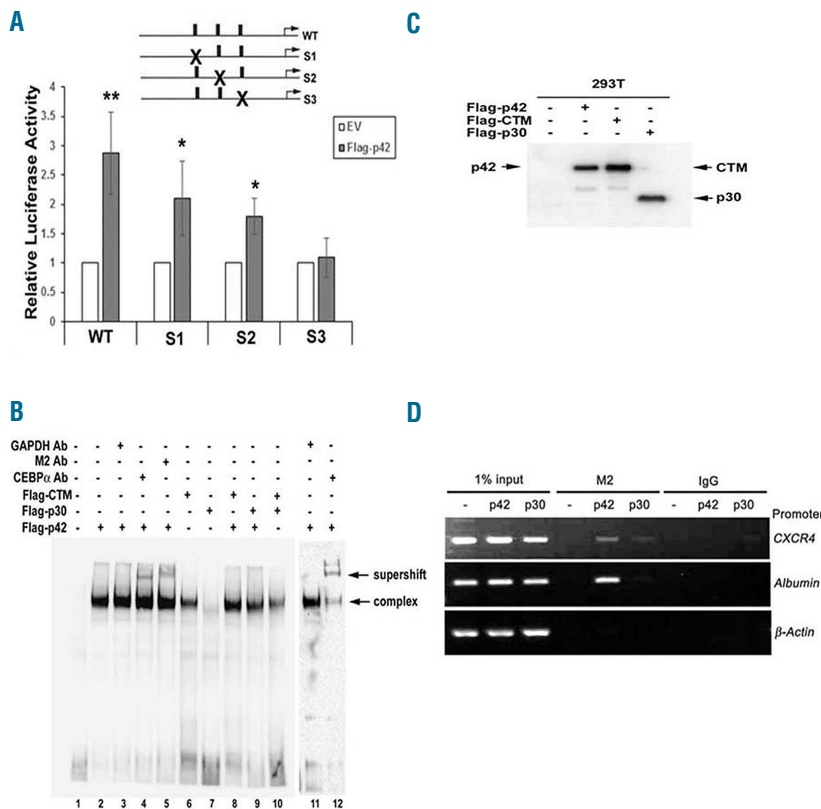 A
WT
S1
S2
S3
Relative Luciferase Activity
4
3.5
3
2.5
2
1.5
1
0.5
0
** * *
EV
Flag-p42
WT S1 S2 S3
B
GAPDH Ab - - + - - - - - - - + -
M2 Ab - - - - + - - - - - - -
CEBPα Ab - - - + - - - - - - - +
Flag-CTM - - - - - + - + - + - -
Flag-p30 - - - - - - + - + + - -
Flag-p42 - + + + + - - + + - + +
supershift
complex
1 2 3 4 5 6 7 8 9 10 11 12
C
293T
Flag-p42 - + - -
Flag-CTM - - + -
Flag-p30 - - - +
p42
CTM
p30
D
1% input M2 IgG
- p42 p30 - p42 p30 - p42 p30
Promoter
CXCR4
Albumin
β-Actin